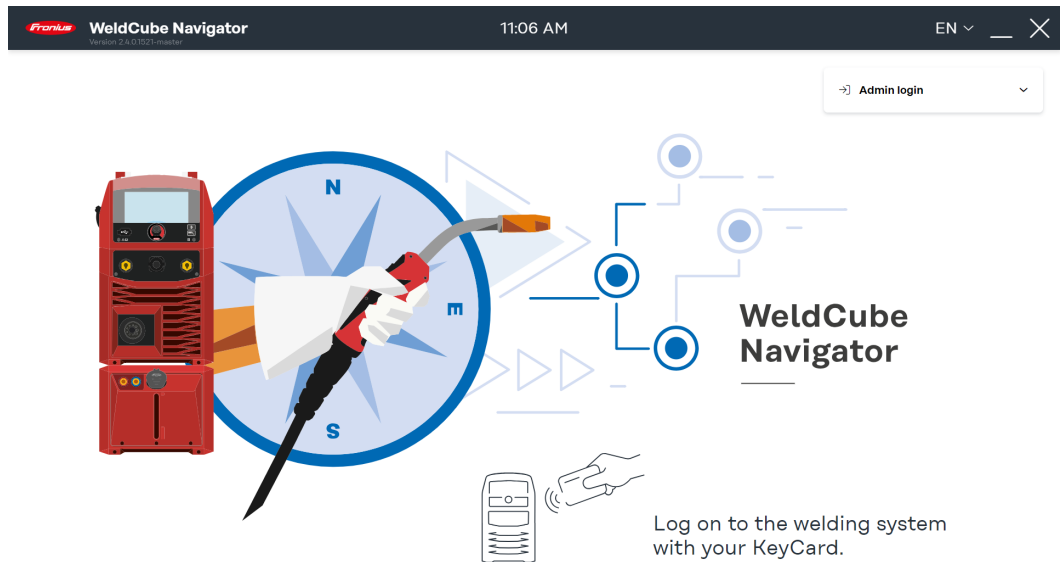 Fronius WeldCube Navigator 11:06 AM EN
Version 2.4.0.1521-master
Admin login
N
E
S
WeldCube
Navigator
Log on to the welding system
with your KeyCard.